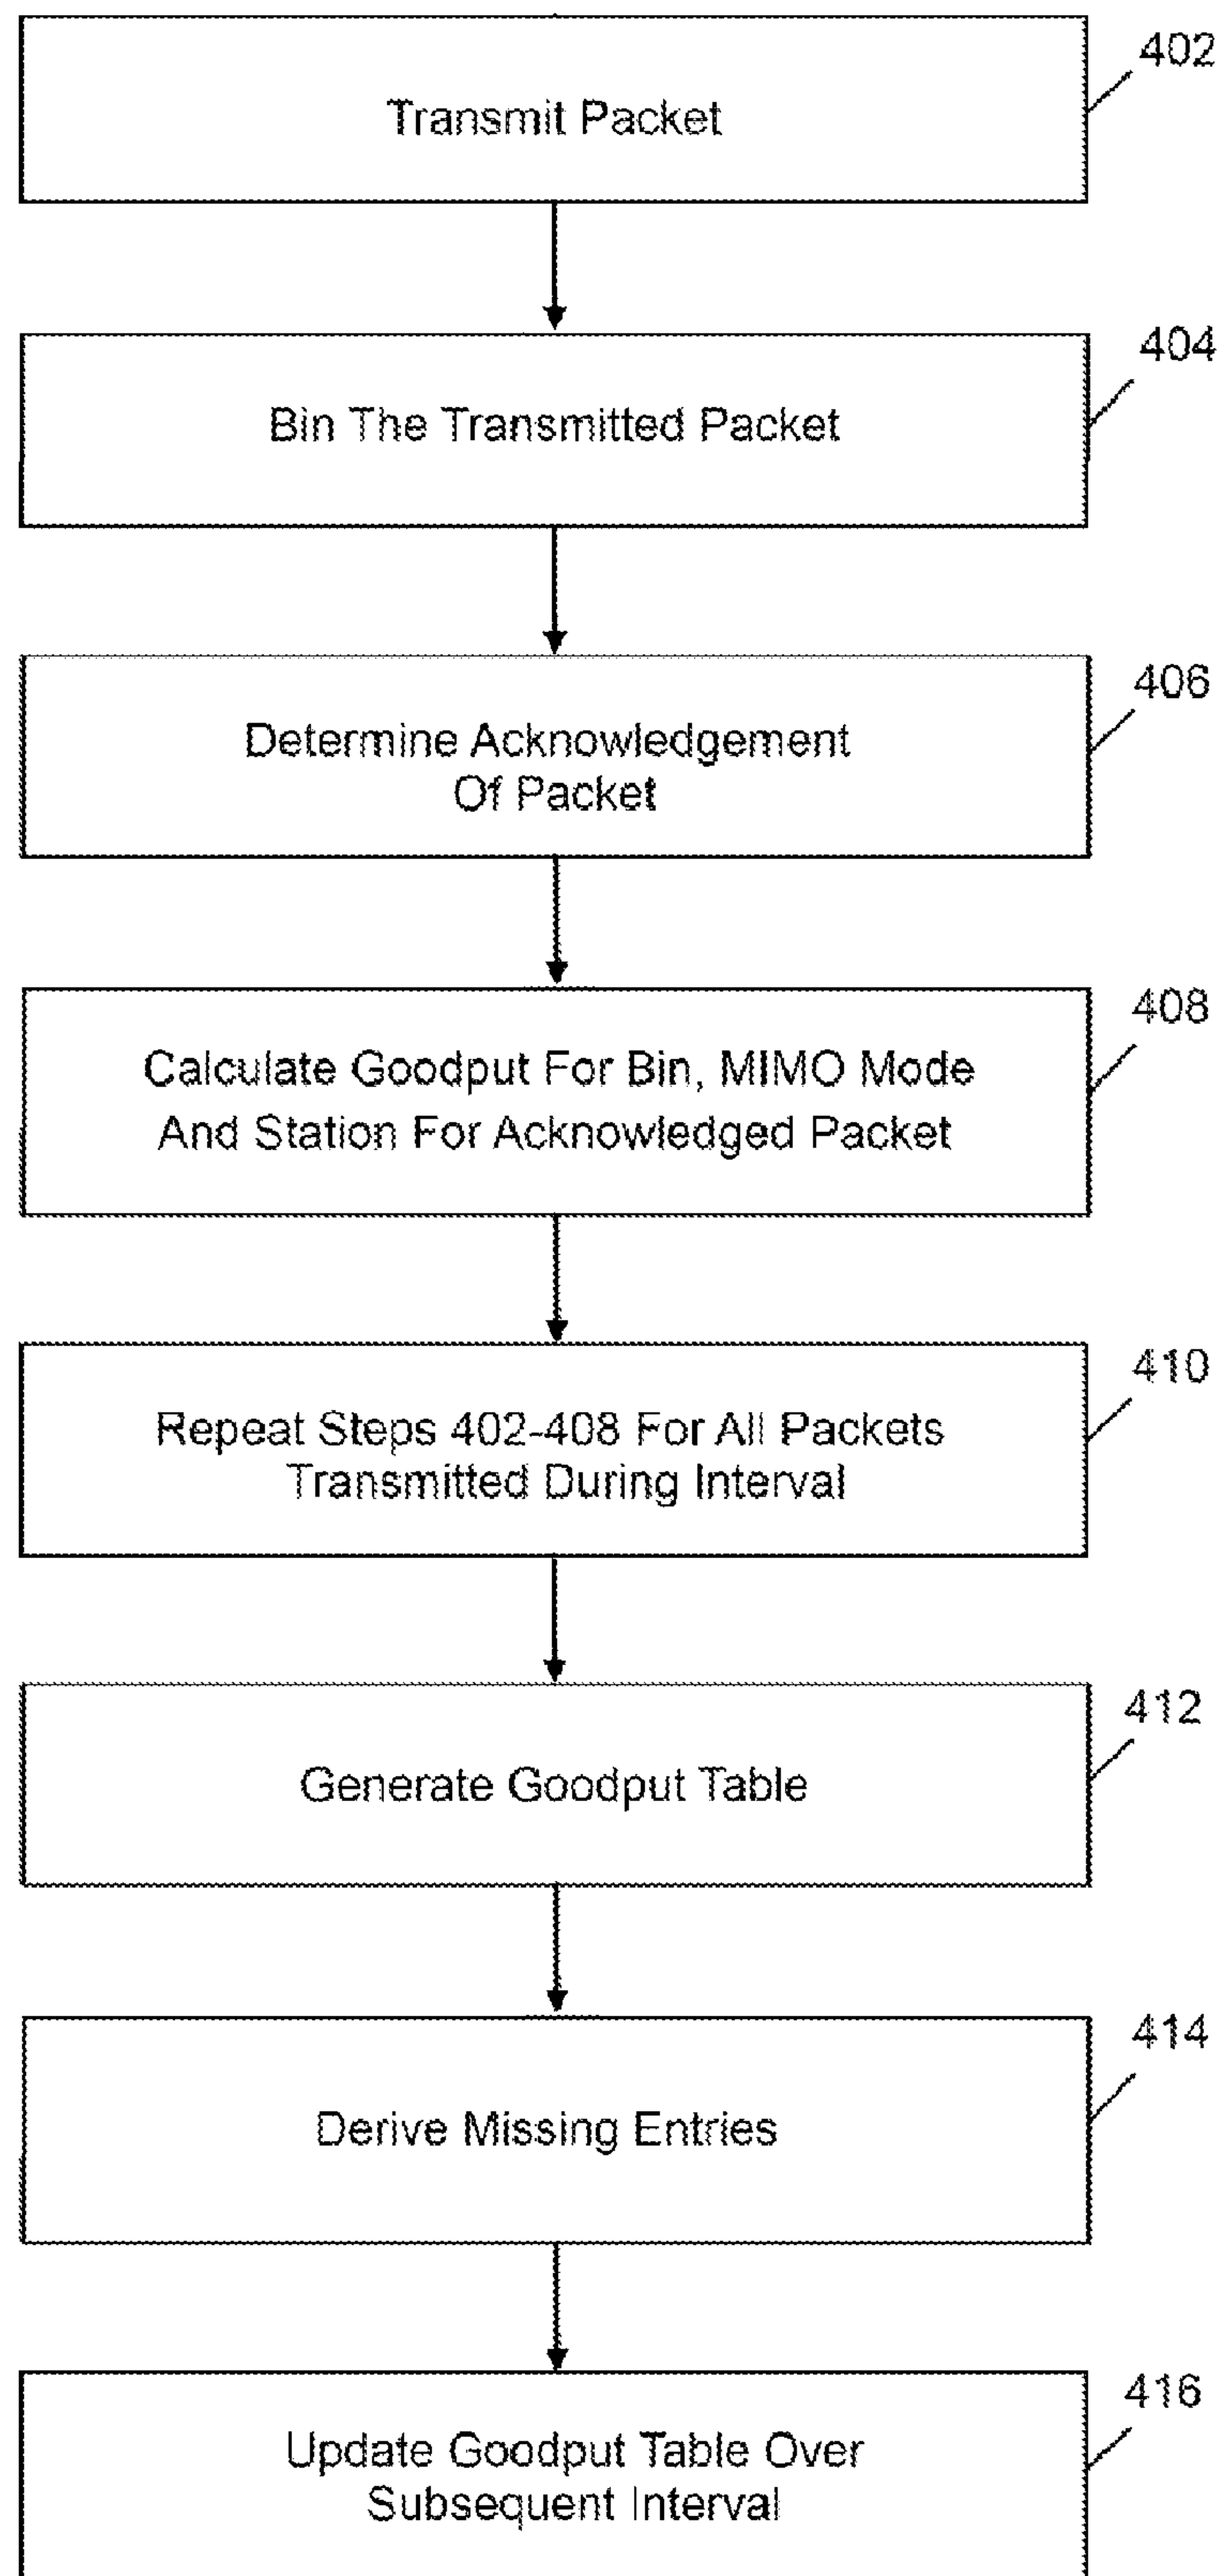 Transmit Packet
402
Bin The Transmitted Packet
404
Determine Acknowledgement
Of Packet
406
Calculate Goodput For Bin, MIMO Mode
And Station For Acknowledged Packet
408
Repeat Steps 402-408 For All Packets
Transmitted During Interval
410
Generate Goodput Table
412
Derive Missing Entries
414
Update Goodput Table Over
Subsequent Interval
416